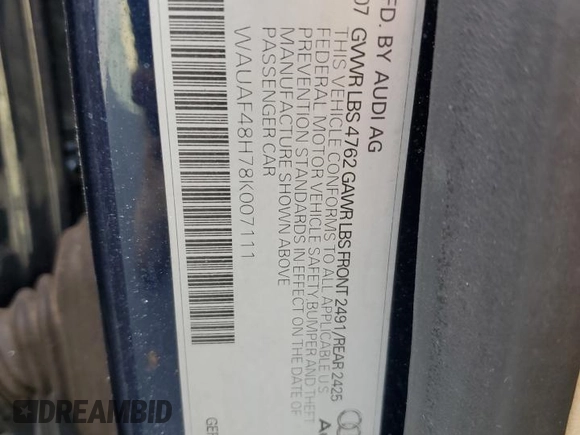 FD. BY AUDI AG
07 GVWR LBS 4762 GAWR LBS FRONT 2491/REAR 2425
THIS VEHICLE CONFORMS TO ALL APPLICABLE U.S.
FEDERAL MOTOR VEHICLE SAFETY BUMPER AND THEFT
PREVENTION STANDARDS IN EFFECT ON THE DATE OF
MANUFACTURE SHOWN ABOVE
PASSENGER CAR
WAUAF48H78K007111
DREAMBID